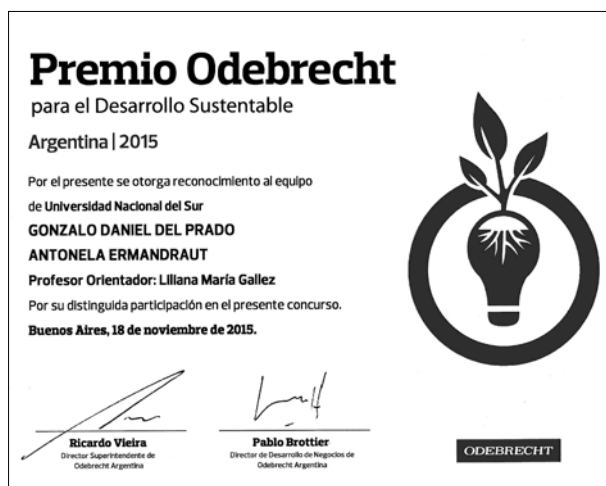 Premio Odebrecht
para el Desarrollo Sustentable
Argentina | 2015
Por el presente se otorga reconocimiento al equipo
de Universidad Nacional del Sur
GONZALO DANIEL DEL PRADO
ANTONELA ERMANDRAUT
Profesor Orientador: Liliana María Gallez
Por su distinguida participación en el presente concurso.
Buenos Aires, 18 de noviembre de 2015.
Ricardo Vieira
Director Superintendente de
Odebrecht Argentina
Pablo Brottier
Director de Desarrollo de Negocios de
Odebrecht Argentina
ODEBRECHT